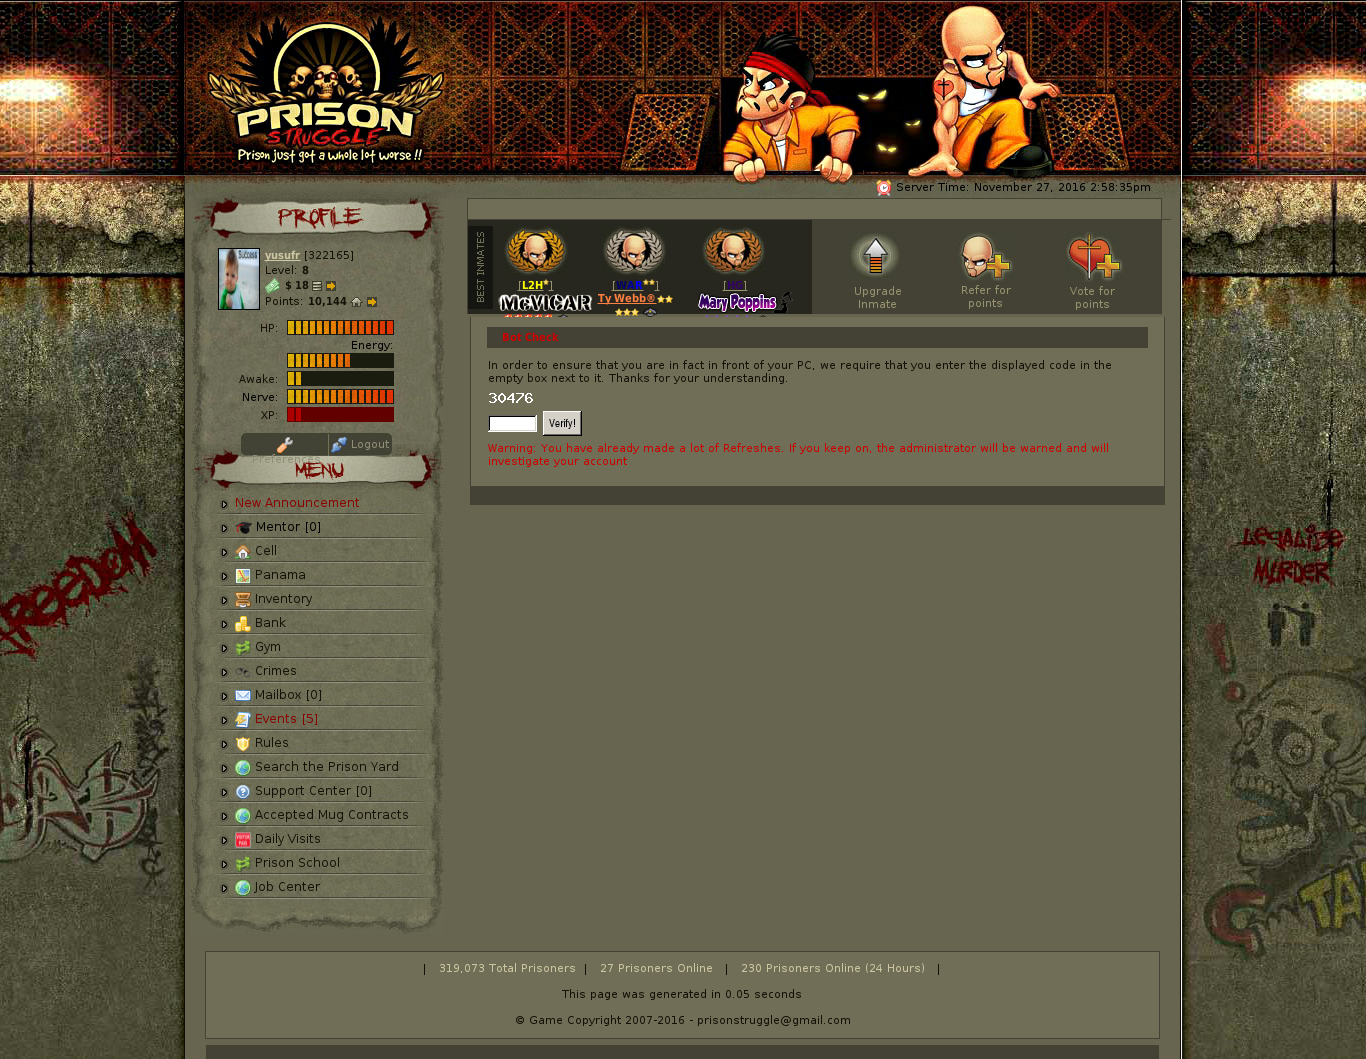 PRISON
STRUGGLE
Prison just got a whole lot worse !!
Server Time: November 27, 2016 2:58:35pm
PROFILE
Success
yusufr [322165]
Level: 8
$ 18
Points: 10,144
HP:
Energy:
Awake:
Nerve:
XP:
Preferences
Logout
MENU
New Announcement
Mentor [0]
Cell
Panama
Inventory
Bank
Gym
Crimes
Mailbox [0]
Events [5]
Rules
Search the Prison Yard
Support Center [0]
Accepted Mug Contracts
Daily Visits
Prison School
Job Center
BEST INMATES
[L2H*]
McVICAR
[WAR**]
Ty Webb®
[HG]
Mary Poppins
Upgrade
Inmate
Refer for
points
Vote for
points
Bot Check
In order to ensure that you are in fact in front of your PC, we require that you enter the displayed code in the
empty box next to it. Thanks for your understanding.
30476
Verify!
Warning: You have already made a lot of Refreshes. If you keep on, the administrator will be warned and will
investigate your account
FREEDOM
LEGALIZE
MURDER
| 319,073 Total Prisoners | 27 Prisoners Online | 230 Prisoners Online (24 Hours) |
This page was generated in 0.05 seconds
© Game Copyright 2007-2016 - prisonstruggle@gmail.com